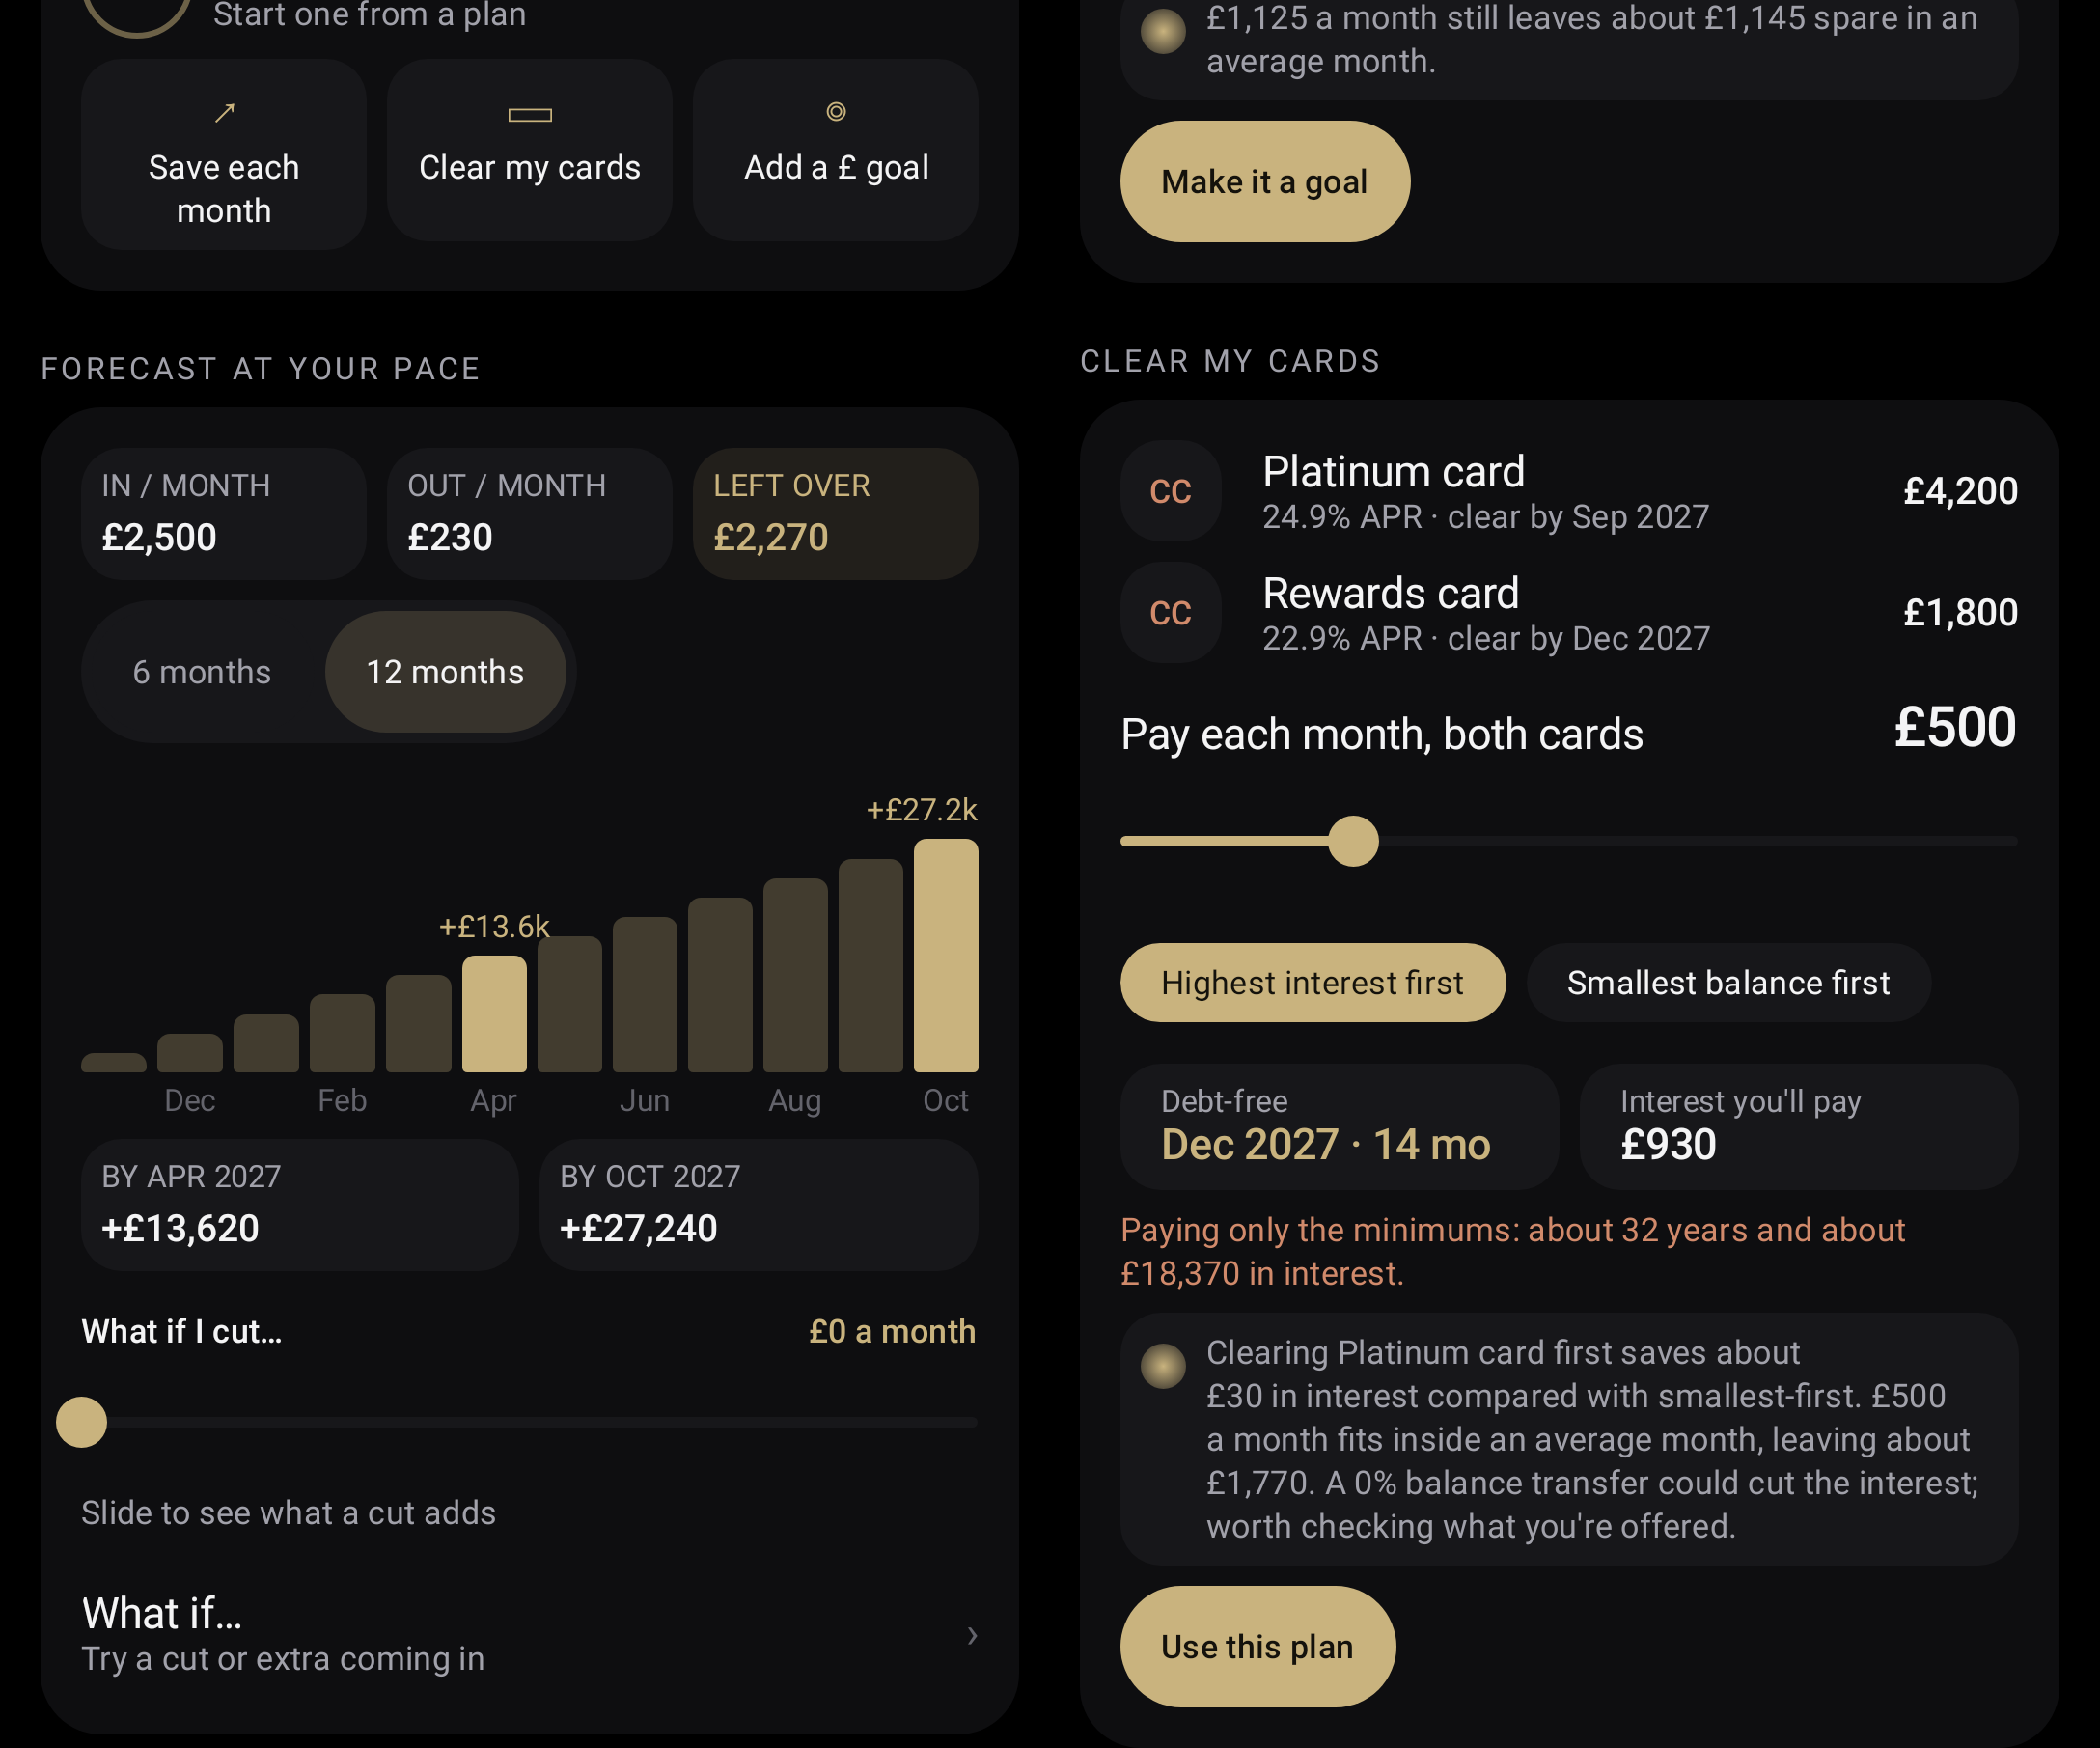 Start one from a plan
Save each
month
Clear my cards
Add a £ goal
FORECAST AT YOUR PACE
IN / MONTH
£2,500
OUT / MONTH
£230
LEFT OVER
£2,270
6 months
12 months
+£27.2k
+£13.6k
Dec
Feb
Apr
Jun
Aug
Oct
BY APR 2027
+£13,620
BY OCT 2027
+£27,240
What if I cut…
£0 a month
Slide to see what a cut adds
What if…
Try a cut or extra coming in
£1,125 a month still leaves about £1,145 spare in an
average month.
Make it a goal
CLEAR MY CARDS
CC
Platinum card
24.9% APR · clear by Sep 2027
£4,200
CC
Rewards card
22.9% APR · clear by Dec 2027
£1,800
Pay each month, both cards
£500
Highest interest first
Smallest balance first
Debt-free
Dec 2027 · 14 mo
Interest you'll pay
£930
Paying only the minimums: about 32 years and about
£18,370 in interest.
Clearing Platinum card first saves about
£30 in interest compared with smallest-first. £500
a month fits inside an average month, leaving about
£1,770. A 0% balance transfer could cut the interest;
worth checking what you're offered.
Use this plan